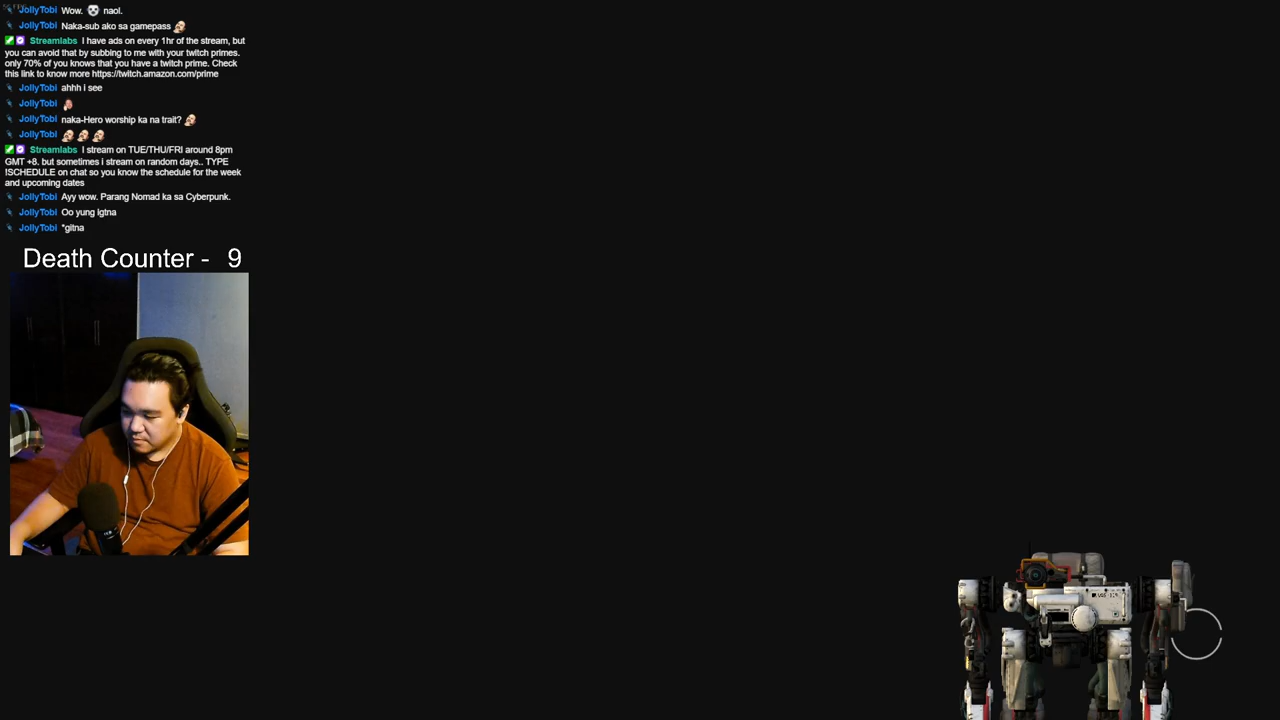 JollyTobi Wow. naol.
JollyTobi Naka-sub ako sa gamepass
Streamlabs I have ads on every 1hr of the stream, but
you can avoid that by subbing to me with your twitch primes.
only 70% of you knows that you have a twitch prime. Check
this link to know more https://twitch.amazon.com/prime
JollyTobi ahhh i see
JollyTobi
JollyTobi naka-Hero worship ka na trait?
JollyTobi
Streamlabs I stream on TUE/THU/FRI around 8pm
GMT +8. but sometimes i stream on random days.. TYPE
!SCHEDULE on chat so you know the schedule for the week
and upcoming dates
JollyTobi Ayy wow. Parang Nomad ka sa Cyberpunk.
JollyTobi Oo yung Igtna
JollyTobi *gitna
Death Counter - 9